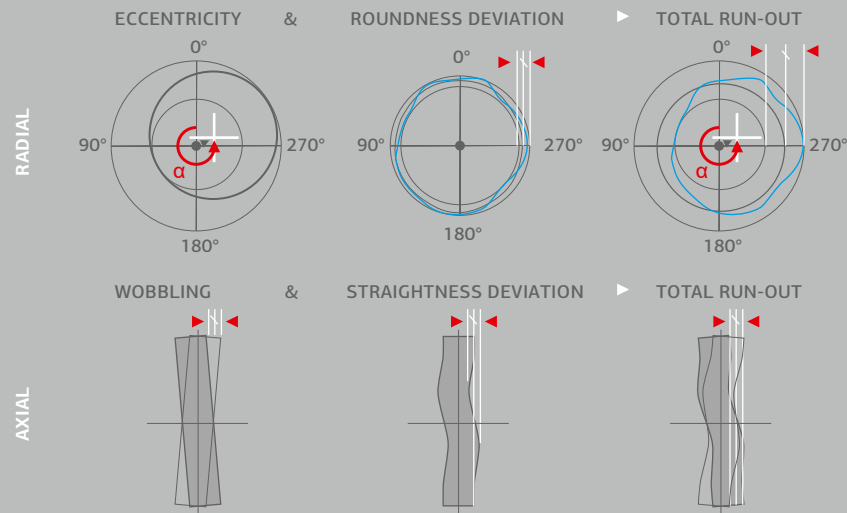 ECCENTRICITY & ROUNDNESS DEVIATION TOTAL RUN-OUT
RADIAL
0° 0° 0°
90° 270° 90° 270° 90° 270°
α α
180° 180° 180°
WOBBLING & STRAIGHTNESS DEVIATION TOTAL RUN-OUT
AXIAL